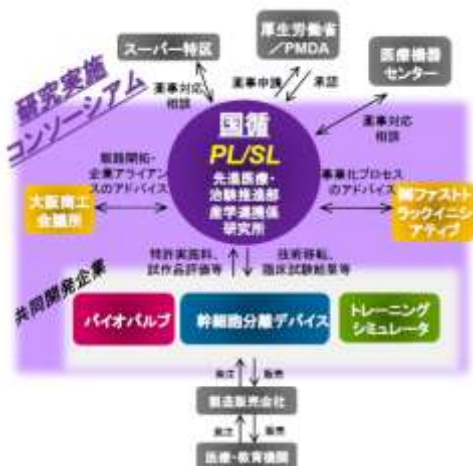 スーパー特区
厚生労働省
／PMDA
医療機器
センター
薬事対応
相談
薬事申請
承認
薬事対応
相談
研究実施
コンソーシアム
国循
PL/SL
先進医療・
治験推進部
産学連携係
研究所
販路開拓・
企業アライアン
スのアドバイス
大阪商工
会議所
事業化プロセス
のアドバイス
㈱ファストト
ラックイニシ
アティブ
特許実施料、
試作品評価等
技術移転、
臨床試験結果等
共同開発企業
バイオバルブ
幹細胞分離デバイス
トレーニング
シミュレータ
発注
販売
製造販売会社
発注
販売
医療・教育機関